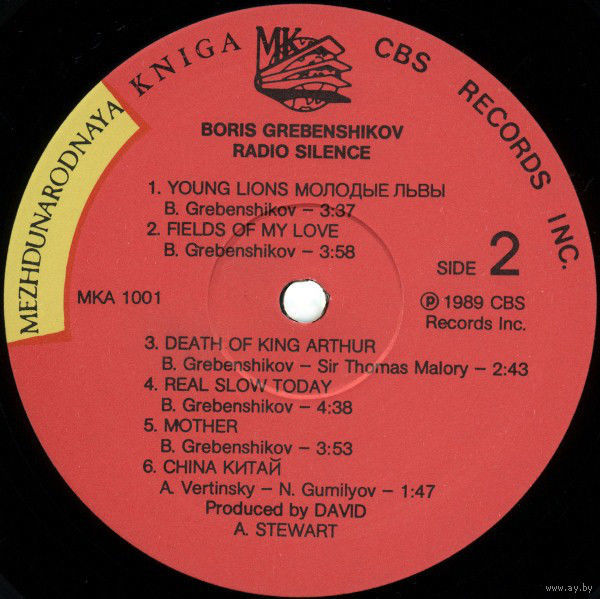 MEZHDUNARODNAYA KNIGA
MK
CBS RECORDS INC.
BORIS GREBENSHIKOV
RADIO SILENCE
1. YOUNG LIONS МОЛОДЫЕ ЛЬВЫ
B. Grebenshikov – 3:37
2. FIELDS OF MY LOVE
B. Grebenshikov – 3:58
SIDE 2
MKA 1001
℗ 1989 CBS
Records Inc.
3. DEATH OF KING ARTHUR
B. Grebenshikov – Sir Thomas Malory – 2:43
4. REAL SLOW TODAY
B. Grebenshikov – 4:38
5. MOTHER
B. Grebenshikov – 3:53
6. CHINA КИТАЙ
A. Vertinsky – N. Gumilyov – 1:47
Produced by DAVID
A. STEWART
www.ay.by